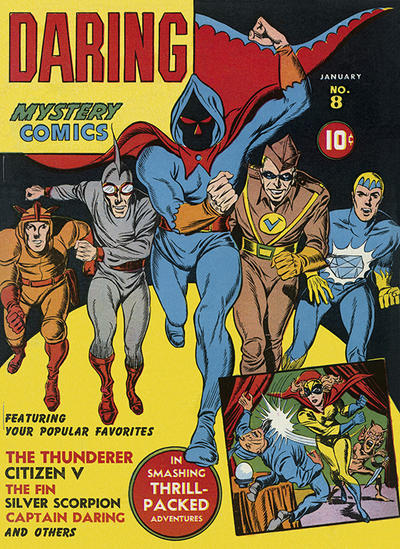 DARING
MYSTERY
COMICS
JANUARY
NO.
8
10¢
V
FEATURING
YOUR POPULAR FAVORITES
THE THUNDERER
CITIZEN V
THE FIN
SILVER SCORPION
CAPTAIN DARING
AND OTHERS
IN
SMASHING
THRILL-
PACKED
ADVENTURES